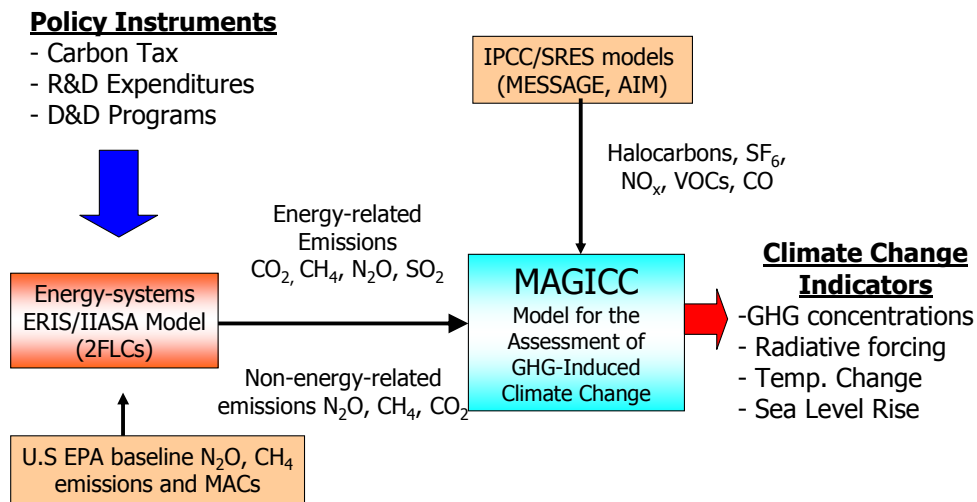 Policy Instruments
- Carbon Tax
- R&D Expenditures
- D&D Programs
IPCC/SRES models
(MESSAGE, AIM)
Halocarbons, SF₆,
NOₓ, VOCs, CO
Energy-related
Emissions
CO₂, CH₄, N₂O, SO₂
Energy-systems
ERIS/IIASA Model
(2FLCs)
MAGICC
Model for the
Assessment of
GHG-Induced
Climate Change
Climate Change
Indicators
-GHG concentrations
- Radiative forcing
- Temp. Change
- Sea Level Rise
Non-energy-related
emissions N₂O, CH₄, CO₂
U.S EPA baseline N₂O, CH₄
emissions and MACs